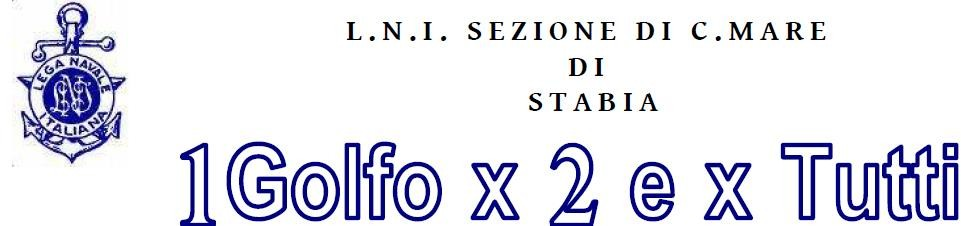 LEGA NAVALE
ITALIANA
L.N.I. SEZIONE DI C.MARE
DI
STABIA
1Golfo x 2 e x Tutti